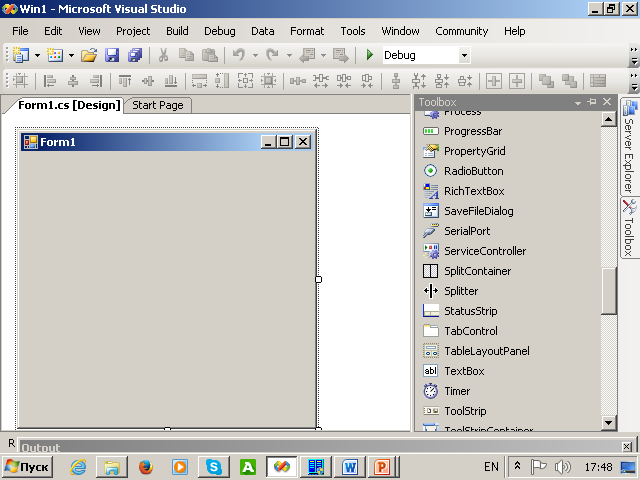 Win1 - Microsoft Visual Studio
File Edit View Project Build Debug Data Format Tools Window Community Help
Debug
Form1.cs [Design] Start Page
Form1
Toolbox
Process
ProgressBar
PropertyGrid
RadioButton
RichTextBox
SaveFileDialog
SerialPort
ServiceController
SplitContainer
Splitter
StatusStrip
TabControl
TableLayoutPanel
abl TextBox
Timer
ToolStrip
ToolStripContainer
Server Explorer
Toolbox
R Output
Пуск
EN 17:48